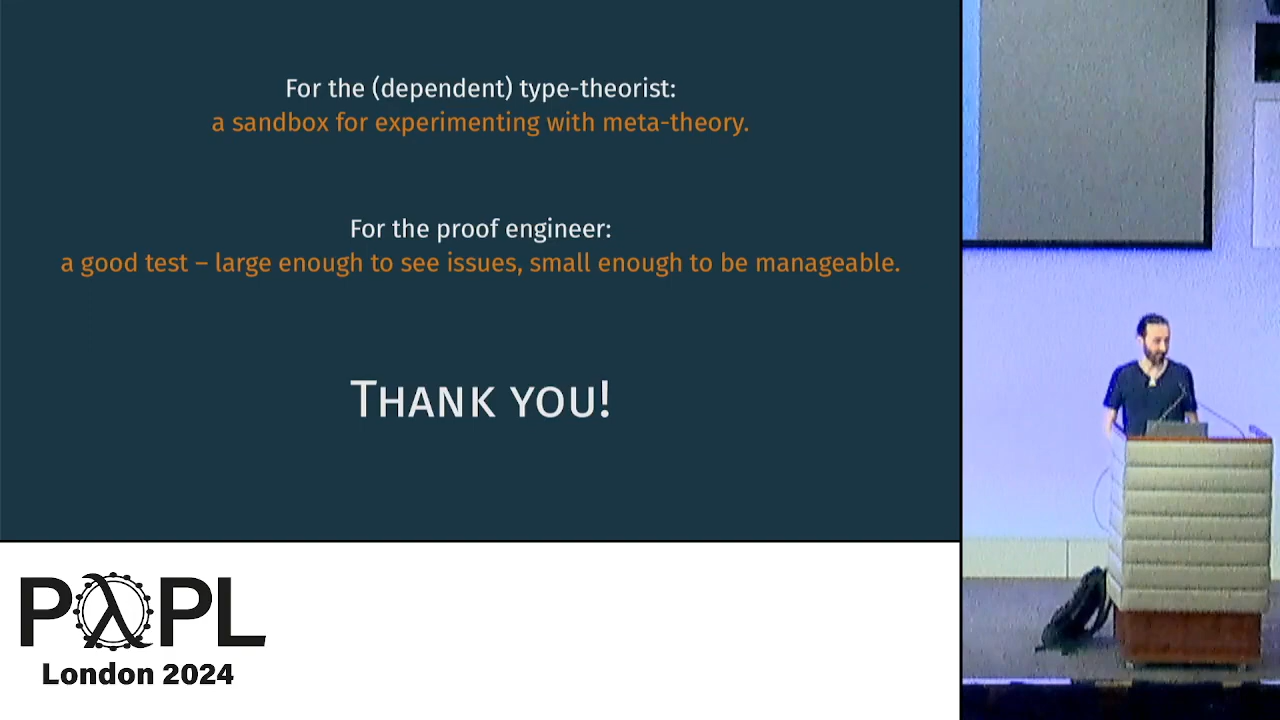 For the (dependent) type-theorist:
a sandbox for experimenting with meta-theory.
For the proof engineer:
a good test – large enough to see issues, small enough to be manageable.
THANK YOU!
PλPL
London 2024